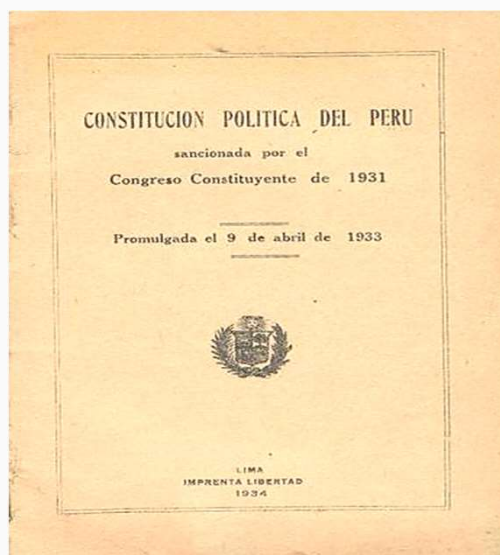 CONSTITUCION POLITICA DEL PERU
sancionada por el
Congreso Constituyente de 1931
Promulgada el 9 de abril de 1933
LIMA
IMPRENTA LIBERTAD
1934